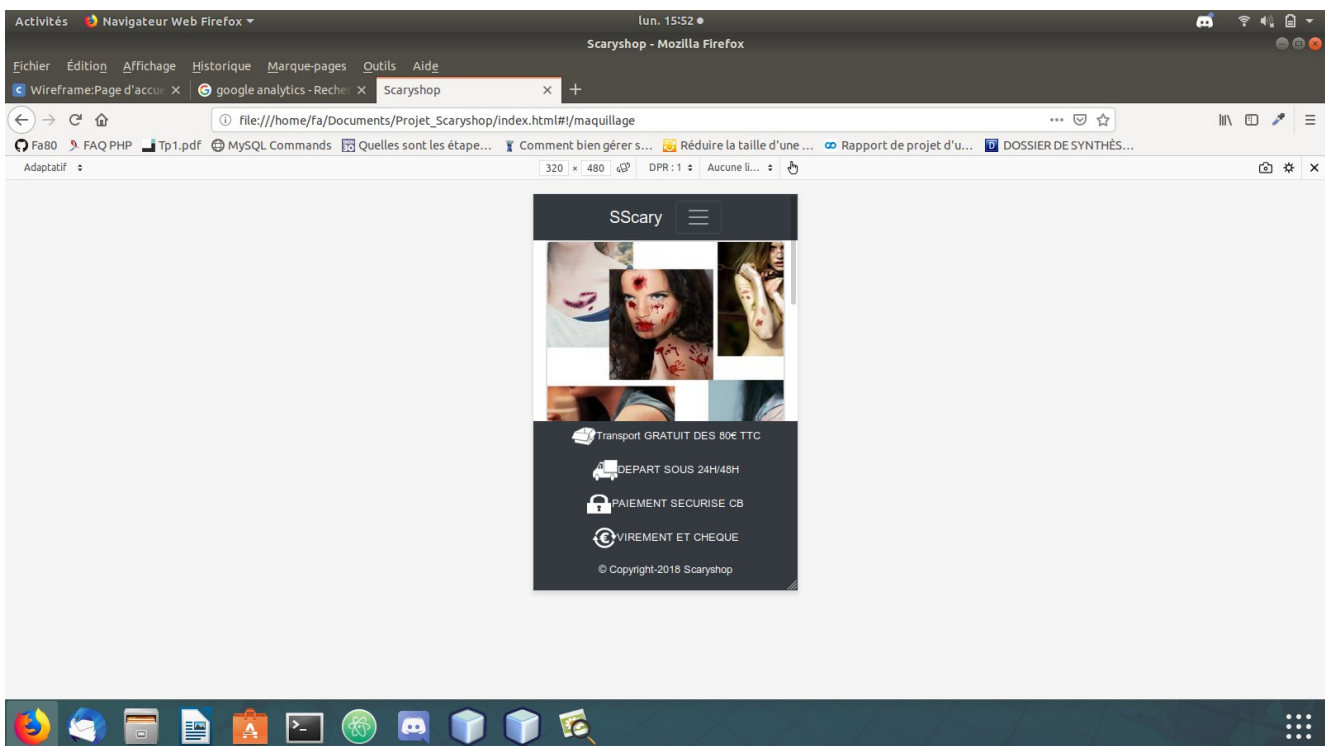 Activités Navigateur Web Firefox lun. 15:52
Scaryshop - Mozilla Firefox
Fichier Édition Affichage Historique Marque-pages Outils Aide
Wireframe:Page d'accue google analytics - Recher Scaryshop
file:///home/fa/Documents/Projet_Scaryshop/index.html#!/maquillage
Fa80 FAQ PHP Tp1.pdf MySQL Commands Quelles sont les étape... Comment bien gérer s... Réduire la taille d'une ... Rapport de projet d'u... DOSSIER DE SYNTHÈS...
Adaptatif 320 × 480 DPR : 1 Aucune li...
SScary
Transport GRATUIT DES 80€ TTC
DEPART SOUS 24H/48H
PAIEMENT SECURISE CB
VIREMENT ET CHEQUE
© Copyright-2018 Scaryshop